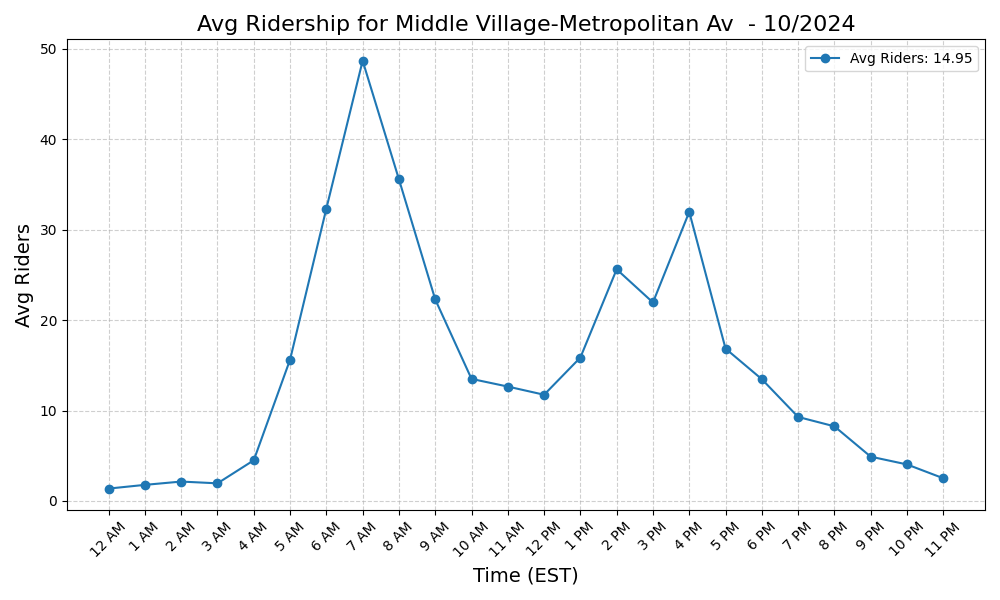 Avg Ridership for Middle Village-Metropolitan Av  - 10/2024
Avg Riders: 14.95
Avg Riders
50
40
30
20
10
0
12 AM
1 AM
2 AM
3 AM
4 AM
5 AM
6 AM
7 AM
8 AM
9 AM
10 AM
11 AM
12 PM
1 PM
2 PM
3 PM
4 PM
5 PM
6 PM
7 PM
8 PM
9 PM
10 PM
11 PM
Time (EST)